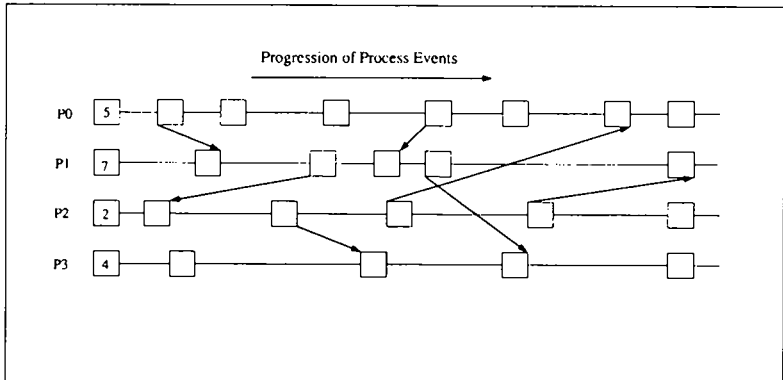 Progression of Process Events
P0 5
P1 7
P2 2
P3 4